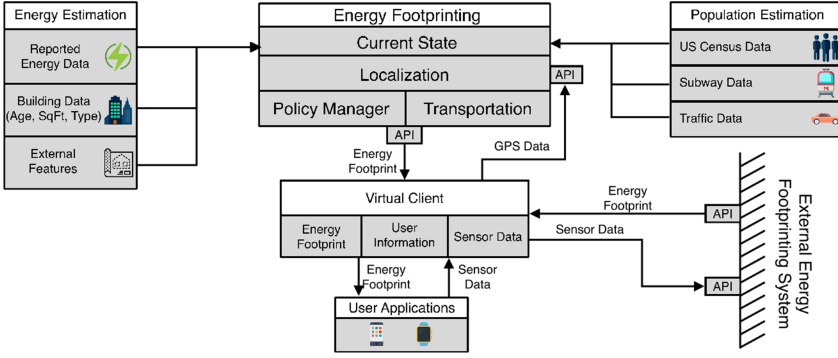 Energy Estimation
Reported
Energy Data
Building Data
(Age, SqFt, Type)
External
Features
Energy Footprinting
Current State
Localization
API
Policy Manager
Transportation
API
Population Estimation
US Census Data
Subway Data
Traffic Data
Energy
Footprint
GPS Data
Virtual Client
Energy
Footprint
User
Information
Sensor Data
Energy
Footprint
API
Sensor Data
API
External Energy
Footprinting System
Energy
Footprint
Sensor
Data
User Applications